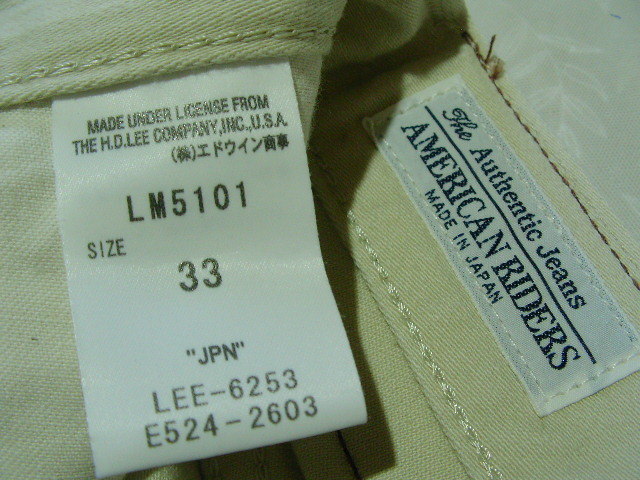 MADE UNDER LICENSE FROM
THE H.D.LEE COMPANY,INC.,U.S.A.
(株)エドウイン商事
LM5101
SIZE
33
"JPN"
LEE-6253
E524-2603
The Authentic Jeans
AMERICAN RIDERS
MADE IN JAPAN